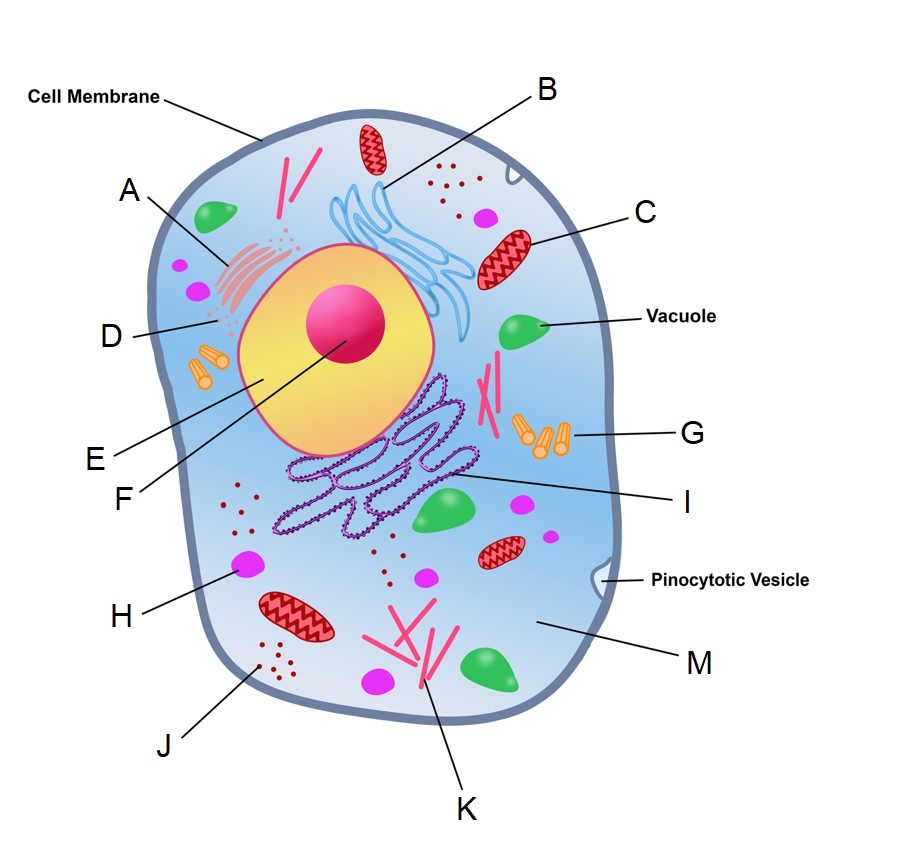 B
Cell Membrane
A
C
Vacuole
D
G
E
F
I
Pinocytotic Vesicle
H
M
J
K